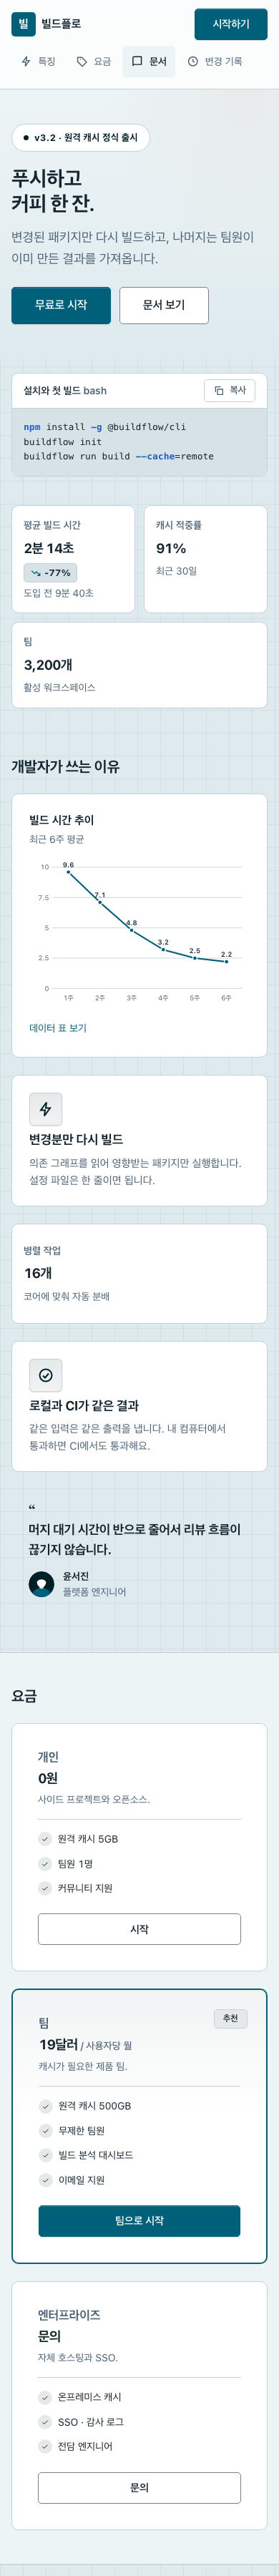 빌 빌드플로
시작하기
특징 요금 문서 변경 기록
v3.2 · 원격 캐시 정식 출시
푸시하고
커피 한 잔.
변경된 패키지만 다시 빌드하고, 나머지는 팀원이
이미 만든 결과를 가져옵니다.
무료로 시작 문서 보기
설치와 첫 빌드 bash 복사
npm install -g @buildflow/cli
buildflow init
buildflow run build --cache=remote
평균 빌드 시간
2분 14초
-77%
도입 전 9분 40초
캐시 적중률
91%
최근 30일
팀
3,200개
활성 워크스페이스
개발자가 쓰는 이유
빌드 시간 추이
최근 6주 평균
10
7.5
5
2.5
0
9.6
7.1
4.8
3.2
2.5
2.2
1주 2주 3주 4주 5주 6주
데이터 표 보기
변경분만 다시 빌드
의존 그래프를 읽어 영향받는 패키지만 실행합니다.
설정 파일은 한 줄이면 됩니다.
병렬 작업
16개
코어에 맞춰 자동 분배
로컬과 CI가 같은 결과
같은 입력은 같은 출력을 냅니다. 내 컴퓨터에서
통과하면 CI에서도 통과해요.
“
머지 대기 시간이 반으로 줄어서 리뷰 흐름이
끊기지 않습니다.
윤서진
플랫폼 엔지니어
요금
개인
0원
사이드 프로젝트와 오픈소스.
원격 캐시 5GB
팀원 1명
커뮤니티 지원
시작
팀
추천
19달러 / 사용자당 월
캐시가 필요한 제품 팀.
원격 캐시 500GB
무제한 팀원
빌드 분석 대시보드
이메일 지원
팀으로 시작
엔터프라이즈
문의
자체 호스팅과 SSO.
온프레미스 캐시
SSO · 감사 로그
전담 엔지니어
문의